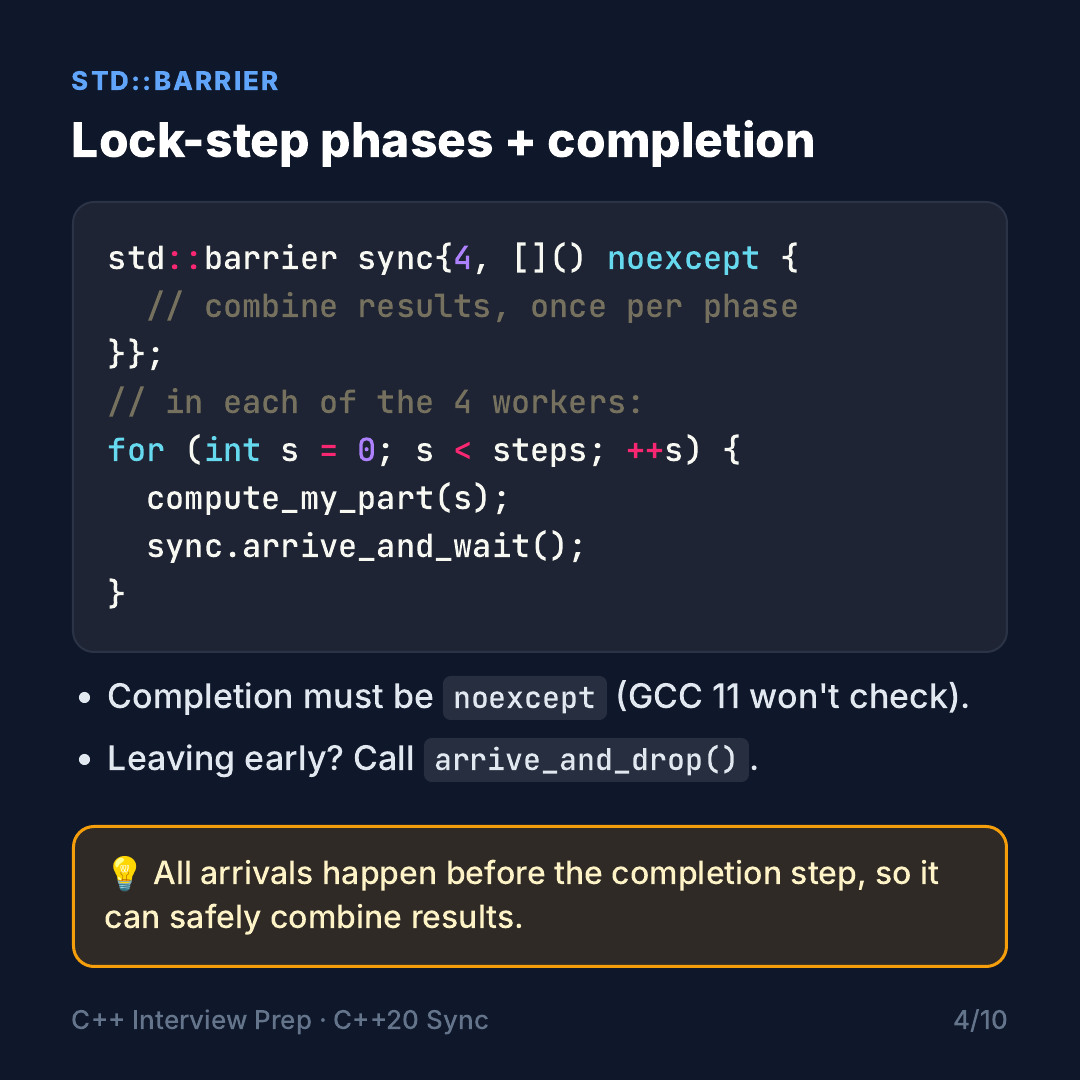 STD::BARRIER
Lock-step phases + completion
std::barrier sync{4, []() noexcept {
  // combine results, once per phase
}};
// in each of the 4 workers:
for (int s = 0; s < steps; ++s) {
  compute_my_part(s);
  sync.arrive_and_wait();
}
• Completion must be noexcept (GCC 11 won't check).
• Leaving early? Call arrive_and_drop().
💡 All arrivals happen before the completion step, so it
can safely combine results.
C++ Interview Prep · C++20 Sync
4/10